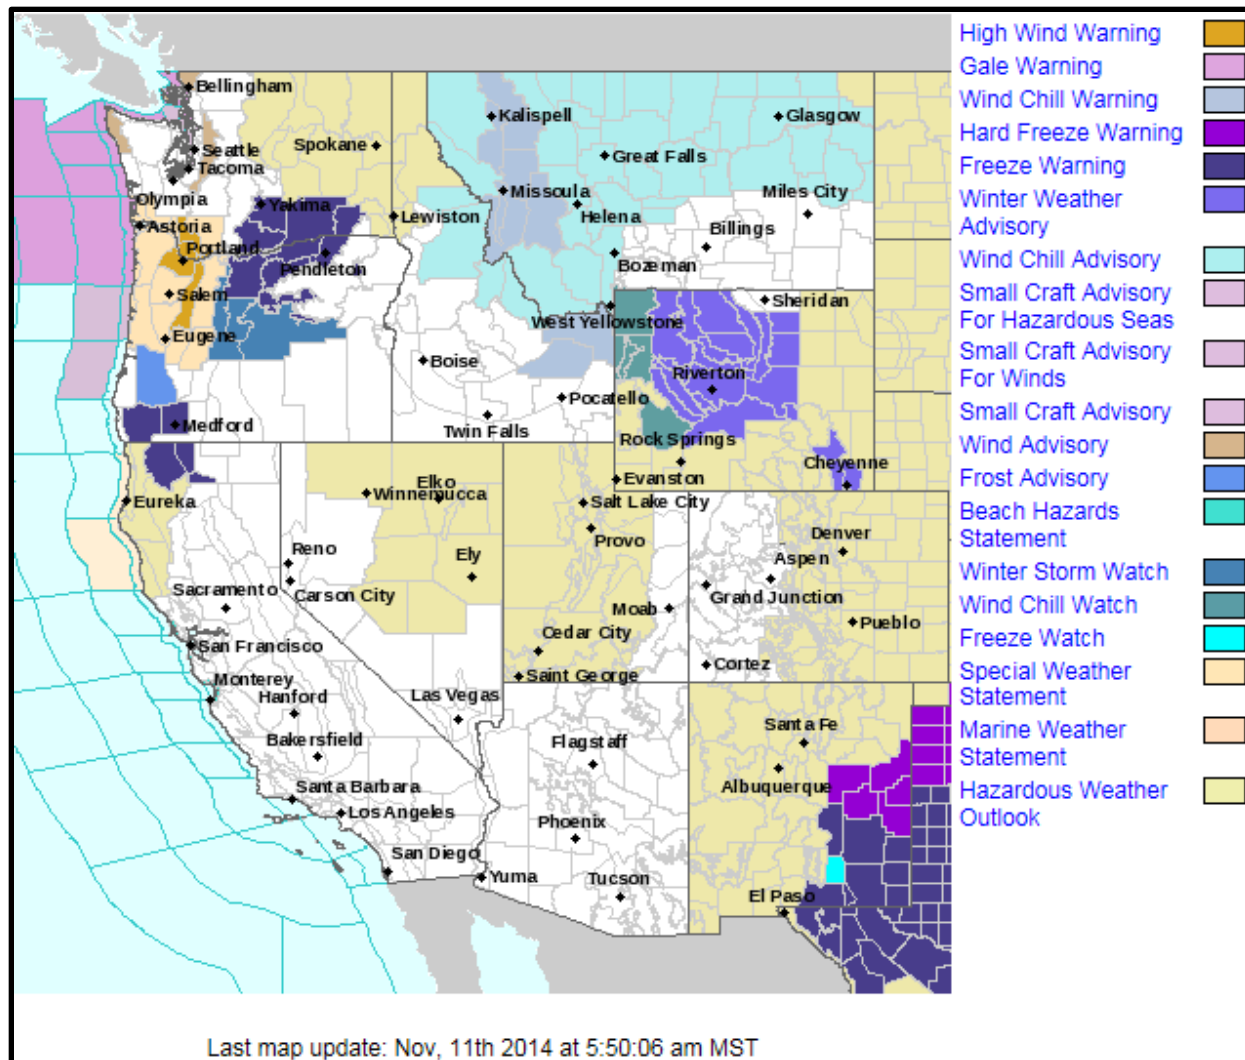 High Wind Warning
Gale Warning
Wind Chill Warning
Hard Freeze Warning
Freeze Warning
Winter Weather
Advisory
Wind Chill Advisory
Small Craft Advisory
For Hazardous Seas
Small Craft Advisory
For Winds
Small Craft Advisory
Wind Advisory
Frost Advisory
Beach Hazards
Statement
Winter Storm Watch
Wind Chill Watch
Freeze Watch
Special Weather
Statement
Marine Weather
Statement
Hazardous Weather
Outlook
Bellingham
Kalispell
Glasgow
Seattle
Spokane
Great Falls
Tacoma
Olympia
Yakima
Lewiston
Missoula
Helena
Miles City
Astoria
Portland
Billings
Pendleton
Bozeman
Salem
Sheridan
Eugene
West Yellowstone
Boise
Riverton
Pocatello
Medford
Twin Falls
Rock Springs
Cheyenne
Evanston
Elko
Winnemucca
Eureka
Salt Lake City
Denver
Provo
Reno
Ely
Aspen
Carson City
Grand Junction
Sacramento
Moab
Pueblo
Cedar City
San Francisco
Cortez
Saint George
Monterey
Hanford
Las Vegas
Santa Fe
Bakersfield
Flagstaff
Albuquerque
Santa Barbara
Los Angeles
Phoenix
San Diego
Yuma
Tucson
El Paso
Last map update: Nov, 11th 2014 at 5:50:06 am MST